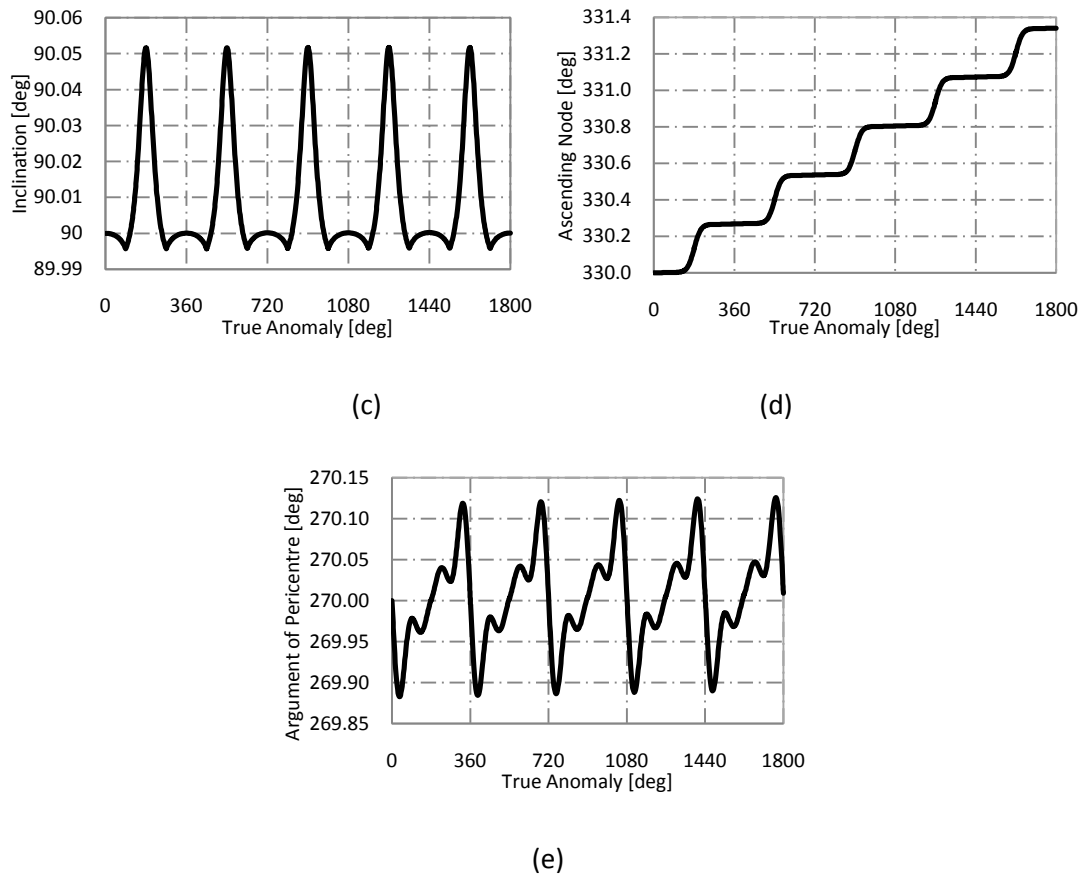 Inclination [deg]
90.06
90.05
90.04
90.03
90.02
90.01
90
89.99
0 360 720 1080 1440 1800
True Anomaly [deg]
(c)
Ascending Node [deg]
331.4
331.2
331.0
330.8
330.6
330.4
330.2
330.0
0 360 720 1080 1440 1800
True Anomaly [deg]
(d)
Argument of Pericentre [deg]
270.15
270.10
270.05
270.00
269.95
269.90
269.85
0 360 720 1080 1440 1800
True Anomaly [deg]
(e)